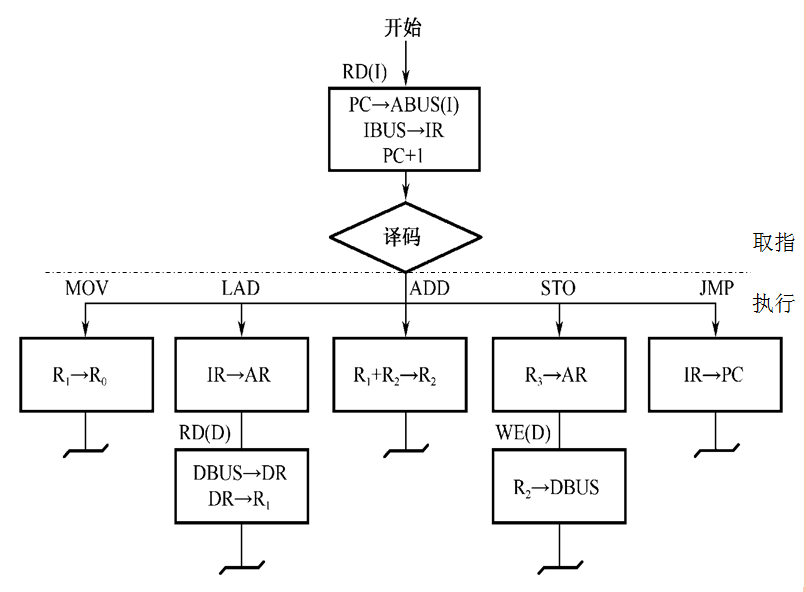 开始
RD(I)
PC→ABUS(I)
IBUS→IR
PC+1
译码
取指
MOV
LAD
ADD
STO
JMP
执行
R₁→R₀
IR→AR
R₁+R₂→R₂
R₃→AR
IR→PC
RD(D)
WE(D)
DBUS→DR
DR→R₁
R₂→DBUS